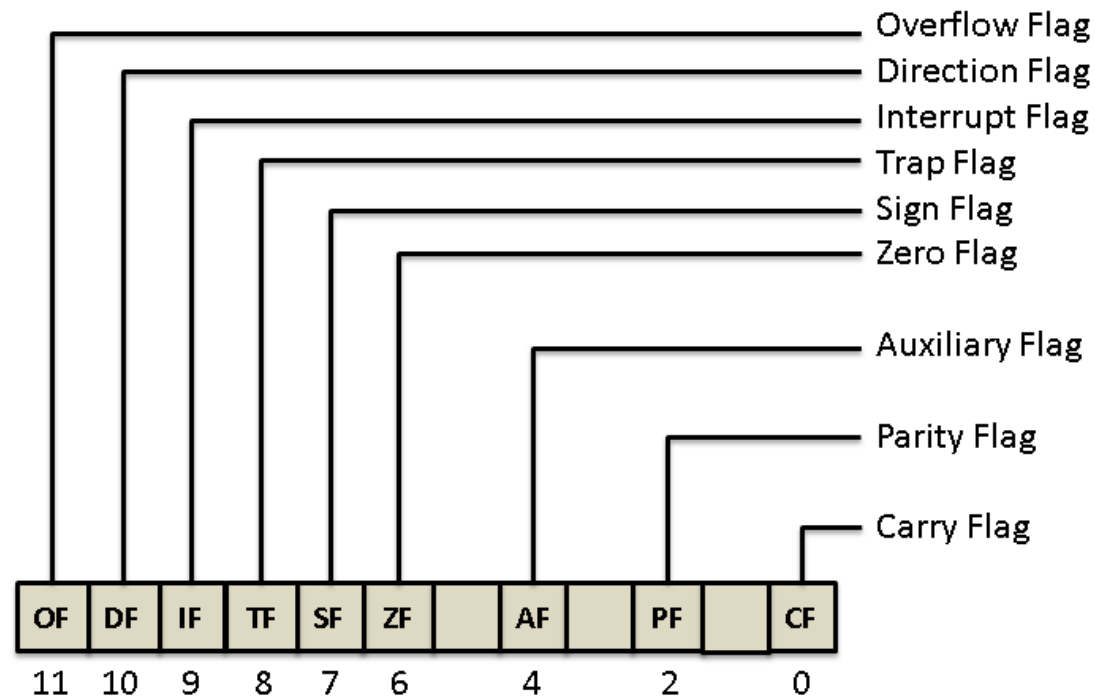 Overflow Flag
Direction Flag
Interrupt Flag
Trap Flag
Sign Flag
Zero Flag
Auxiliary Flag
Parity Flag
Carry Flag
OF DF IF TF SF ZF AF PF CF
11 10 9 8 7 6 4 2 0